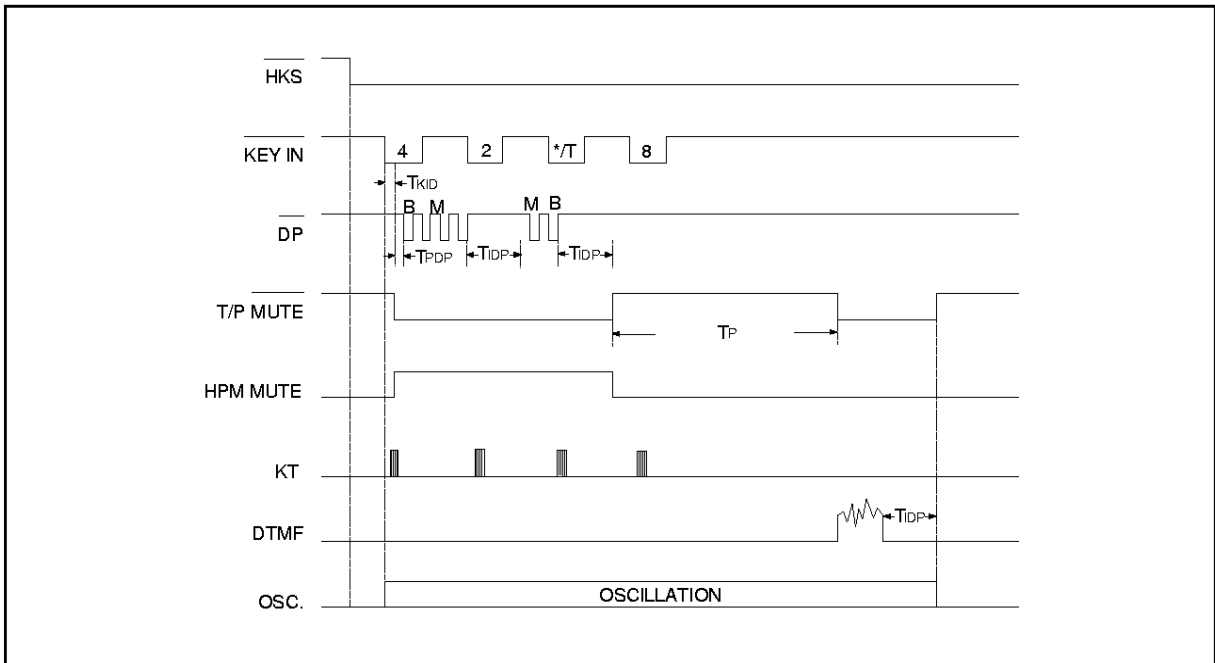 HKS
KEY IN
4 2 */T 8
TKID
B M M B
DP
TPDP TIDP TIDP
T/P MUTE
TP
HPM MUTE
KT
DTMF
TIDP
OSC.
OSCILLATION